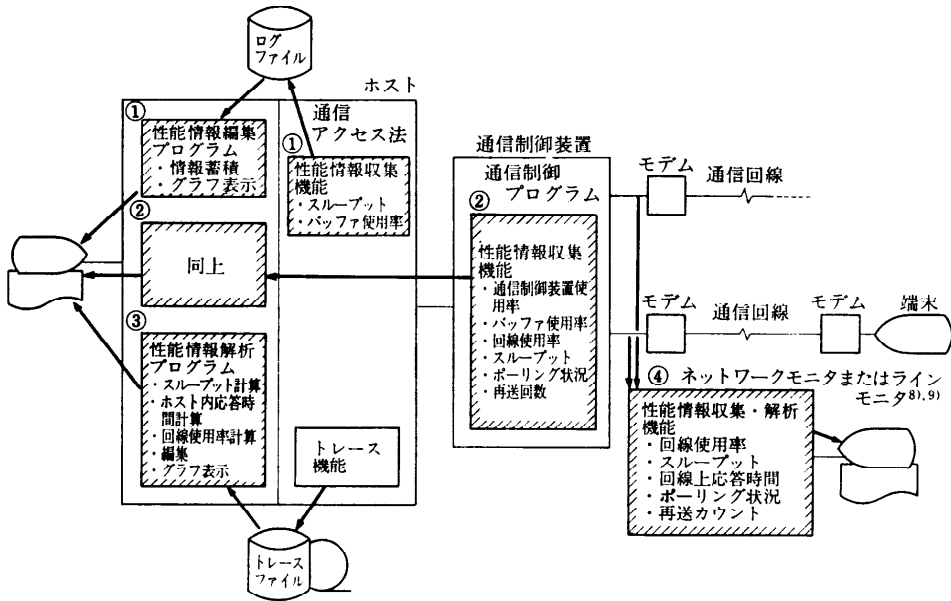 ログ
ファイル
ホスト
①
性能情報編集
プログラム
・情報蓄積
・グラフ表示
通信
アクセス法
①
性能情報収集
機能
・スループット
・バッファ使用率
②
同上
③
性能情報解析
プログラム
・スループット計算
・ホスト内応答時
間計算
・回線使用率計算
・編集
・グラフ表示
トレース
機能
トレース
ファイル
通信制御装置
通信制御
プログラム
②
性能情報収集
機能
・通信制御装置使
用率
・バッファ使用率
・回線使用率
・スループット
・ポーリング状況
・再送回数
モデム
通信回線
モデム
通信回線
モデム
端末
④ ネットワークモニタまたはライン
モニタ8),9)
性能情報収集・解析
機能
・回線使用率
・スループット
・回線上応答時間
・ポーリング状況
・再送カウント